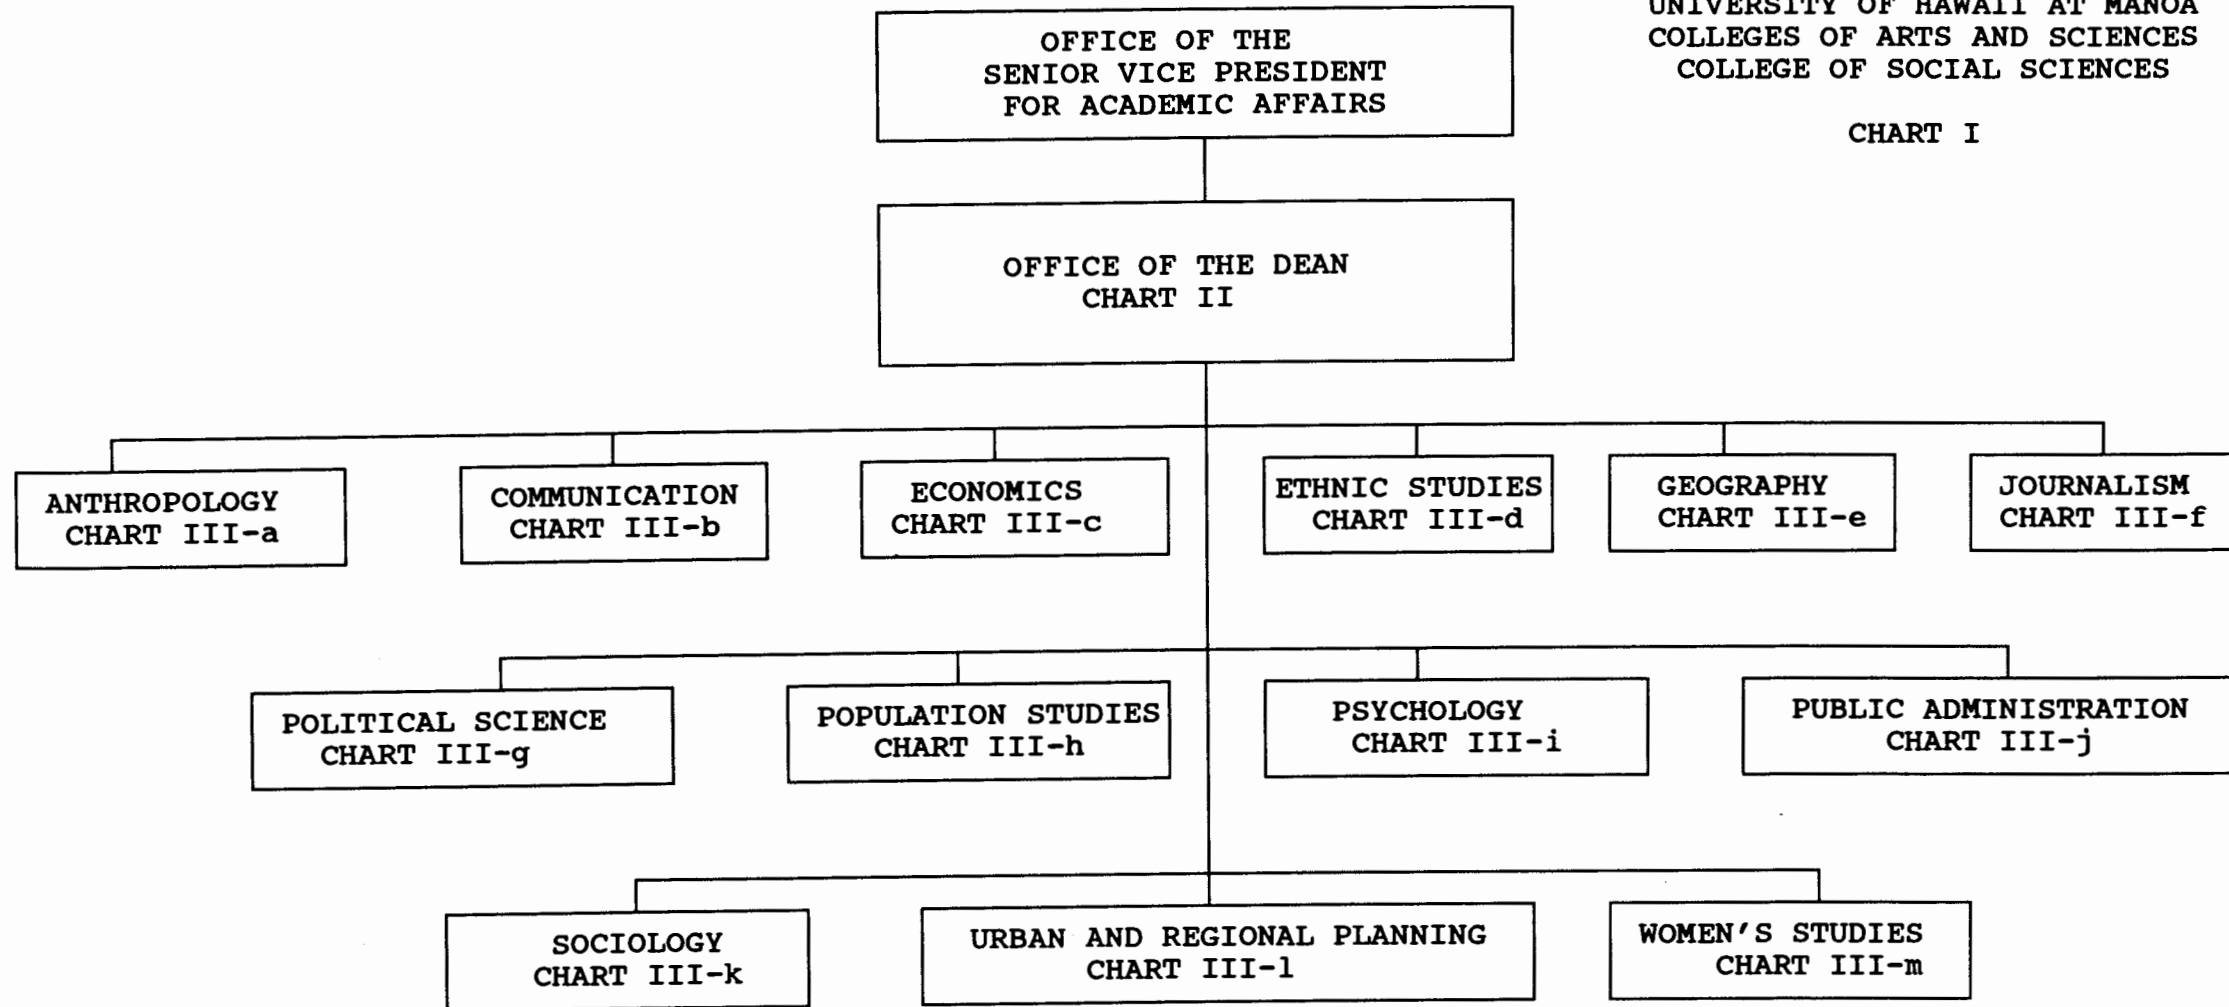 UNIVERSITY OF HAWAII AT MANOA
COLLEGES OF ARTS AND SCIENCES
COLLEGE OF SOCIAL SCIENCES
CHART I
OFFICE OF THE
SENIOR VICE PRESIDENT
FOR ACADEMIC AFFAIRS
OFFICE OF THE DEAN
CHART II
ANTHROPOLOGY
CHART III-a
COMMUNICATION
CHART III-b
ECONOMICS
CHART III-c
ETHNIC STUDIES
CHART III-d
GEOGRAPHY
CHART III-e
JOURNALISM
CHART III-f
POLITICAL SCIENCE
CHART III-g
POPULATION STUDIES
CHART III-h
PSYCHOLOGY
CHART III-i
PUBLIC ADMINISTRATION
CHART III-j
SOCIOLOGY
CHART III-k
URBAN AND REGIONAL PLANNING
CHART III-l
WOMEN'S STUDIES
CHART III-m